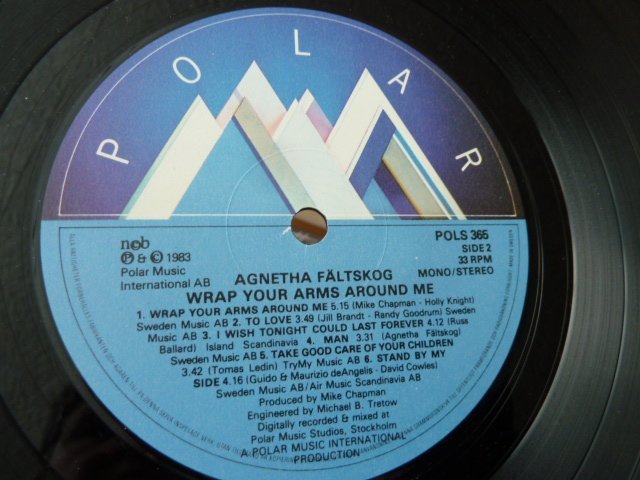 POLAR
ncb
℗ & © 1983
Polar Music
International AB
POLS 365
SIDE 2
33 RPM
MONO/STEREO
AGNETHA FÄLTSKOG
WRAP YOUR ARMS AROUND ME
1. WRAP YOUR ARMS AROUND ME 5.15 (Mike Chapman - Holly Knight)
Sweden Music AB 2. TO LOVE 3.49 (Jill Brandt - Randy Goodrum) Sweden
Music AB 3. I WISH TONIGHT COULD LAST FOREVER 4.12 (Russ
Ballard) Island Scandinavia 4. MAN 3.31 (Agnetha Fältskog)
Sweden Music AB 5. TAKE GOOD CARE OF YOUR CHILDREN
3.42 (Tomas Ledin) TryMy Music AB 6. STAND BY MY
SIDE 4.16 (Guido & Maurizio deAngelis - David Cowles)
Sweden Music AB/Air Music Scandinavia AB
Produced by Mike Chapman
Engineered by Michael B. Tretow
Digitally recorded & mixed at
Polar Music Studios, Stockholm
A POLAR MUSIC INTERNATIONAL
PRODUCTION